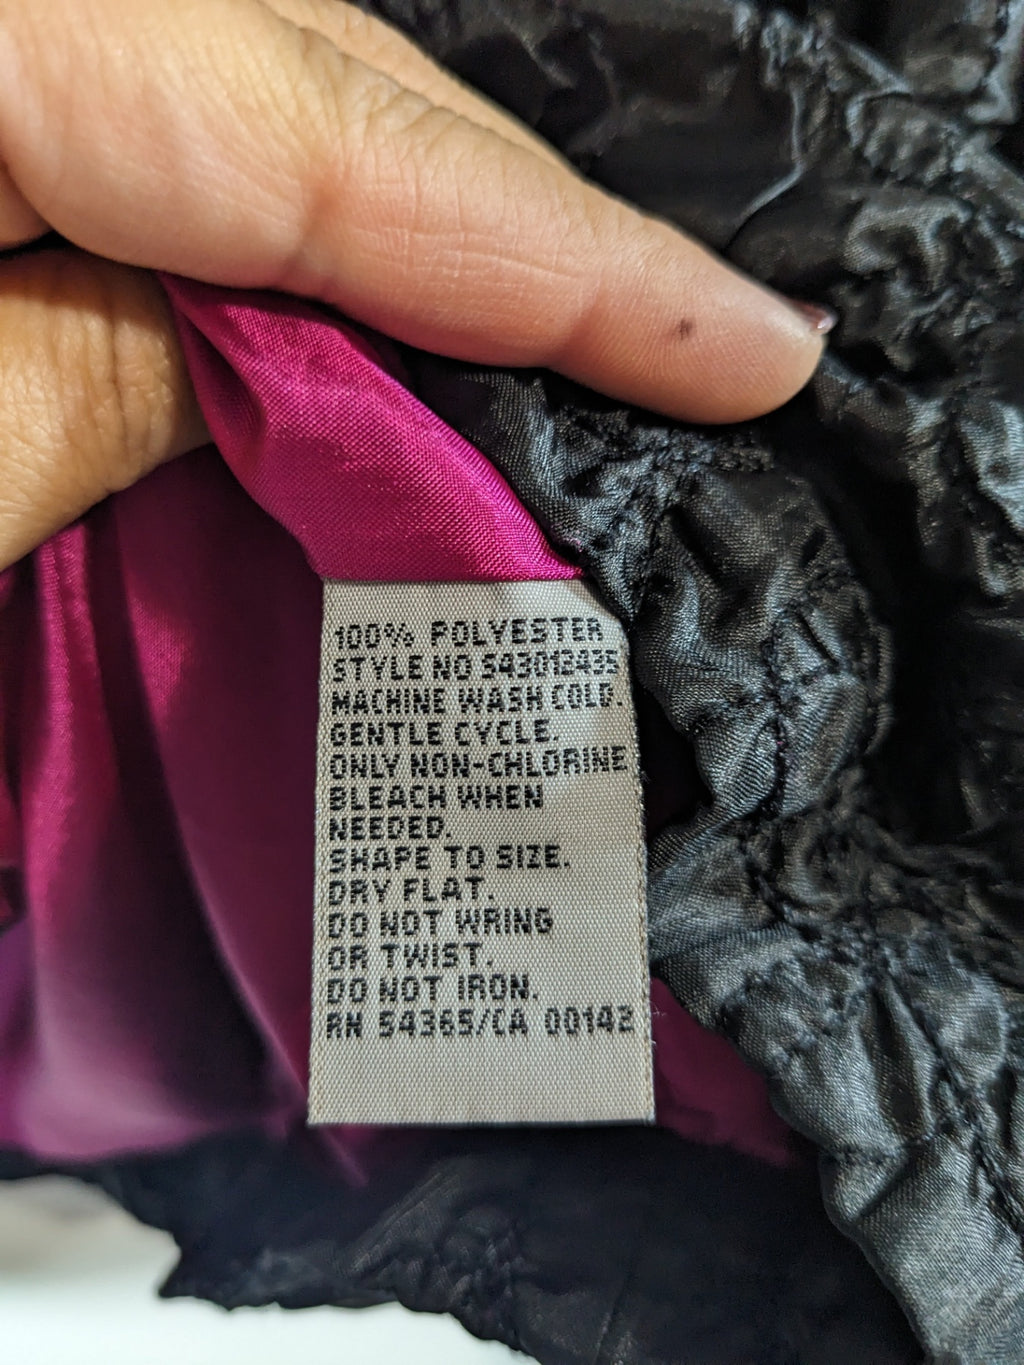 100% POLYESTER
STYLE NO 543012435
MACHINE WASH COLD.
GENTLE CYCLE.
ONLY NON-CHLORINE
BLEACH WHEN
NEEDED.
SHAPE TO SIZE.
DRY FLAT.
DO NOT WRING
OR TWIST.
DO NOT IRON.
RN 54365/CA 00142